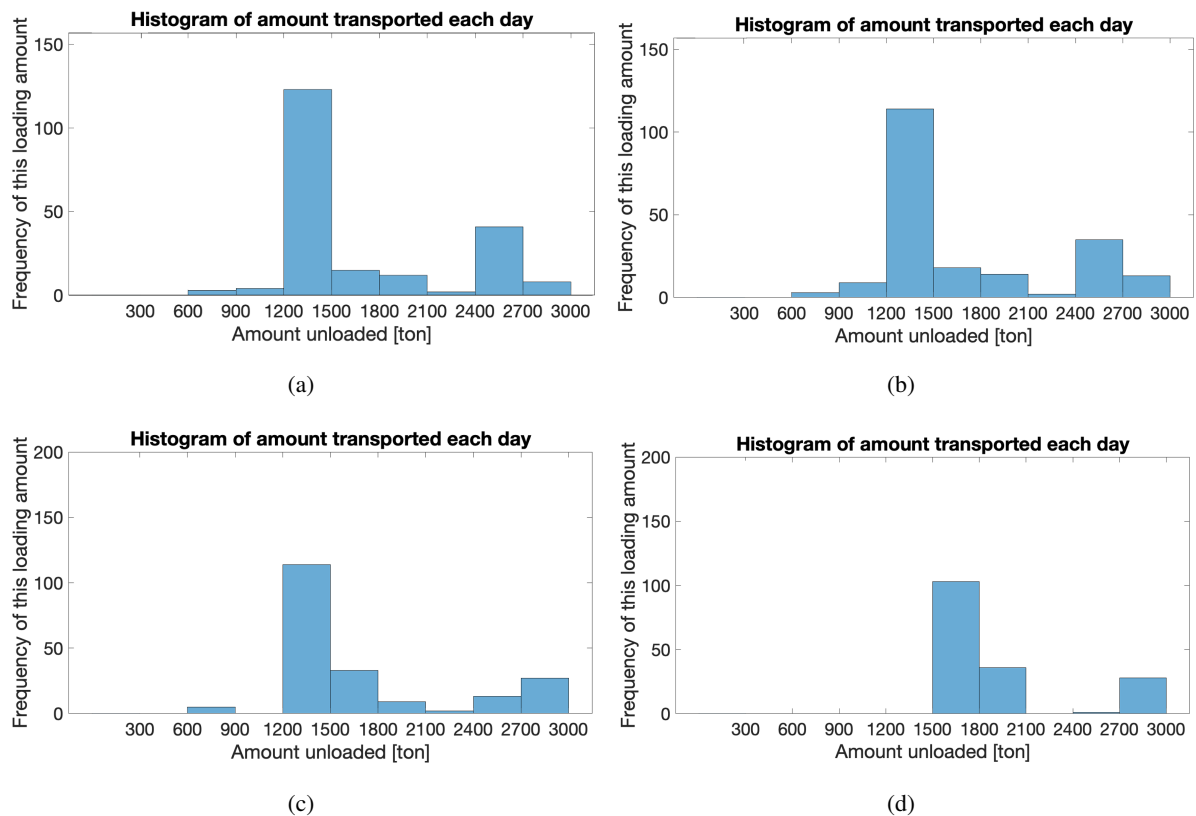 Histogram of amount transported each day
Frequency of this loading amount
150
100
50
0
300 600 900 1200 1500 1800 2100 2400 2700 3000
Amount unloaded [ton]
(a)
Histogram of amount transported each day
Frequency of this loading amount
150
100
50
0
300 600 900 1200 1500 1800 2100 2400 2700 3000
Amount unloaded [ton]
(b)
Histogram of amount transported each day
Frequency of this loading amount
200
150
100
50
0
300 600 900 1200 1500 1800 2100 2400 2700 3000
Amount unloaded [ton]
(c)
Histogram of amount transported each day
Frequency of this loading amount
200
150
100
50
0
300 600 900 1200 1500 1800 2100 2400 2700 3000
Amount unloaded [ton]
(d)